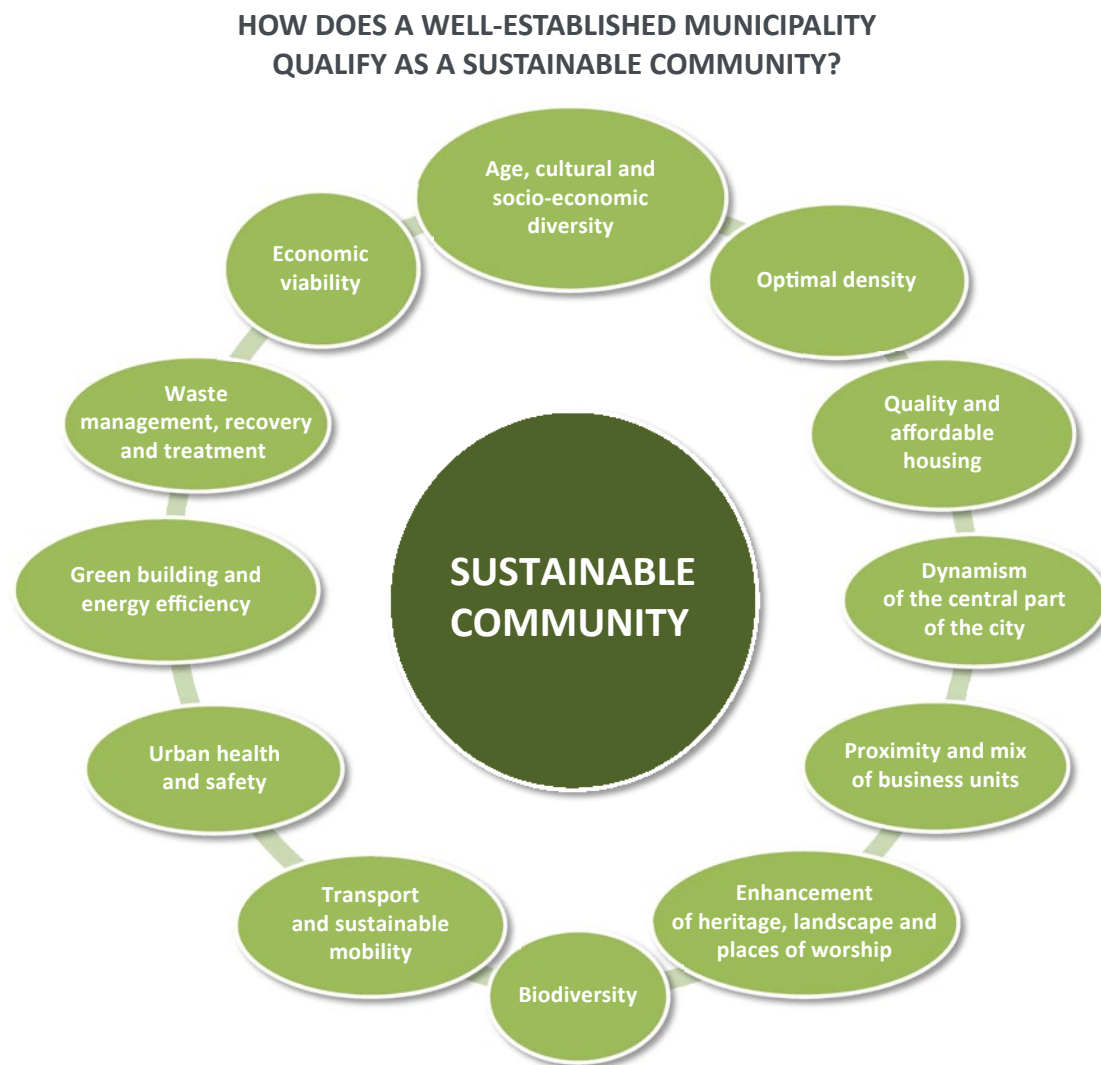 HOW DOES A WELL-ESTABLISHED MUNICIPALITY
QUALIFY AS A SUSTAINABLE COMMUNITY?
Age, cultural and
socio-economic
diversity
Optimal density
Quality and
affordable
housing
Dynamism
of the central part
of the city
Proximity and mix
of business units
Enhancement
of heritage, landscape and
places of worship
Biodiversity
Transport
and sustainable
mobility
Urban health
and safety
Green building and
energy efficiency
Waste
management, recovery
and treatment
Economic
viability
SUSTAINABLE
COMMUNITY